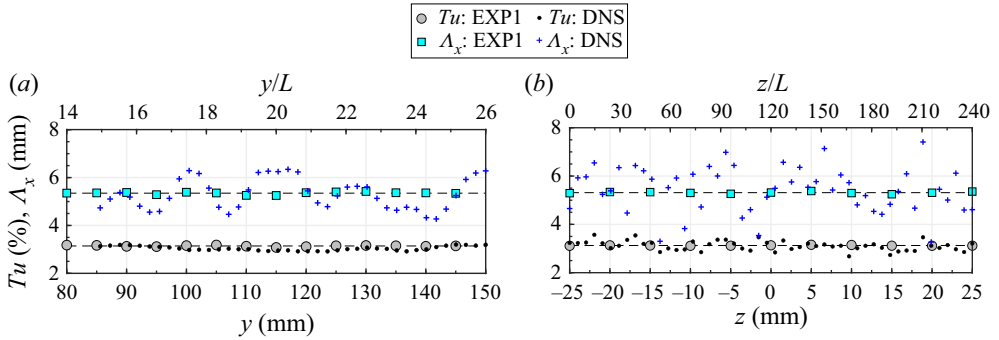 Tu: EXP1 Tu: DNS
Λx: EXP1 Λx: DNS
(a) y/L
14 16 18 20 22 24 26
8
6
4
2
Tu (%), Λx (mm)
80 90 100 110 120 130 140 150
y (mm)
(b) z/L
0 30 60 90 120 150 180 210 240
8
6
4
2
–25 –20 –15 –10 –5 0 5 10 15 20 25
z (mm)